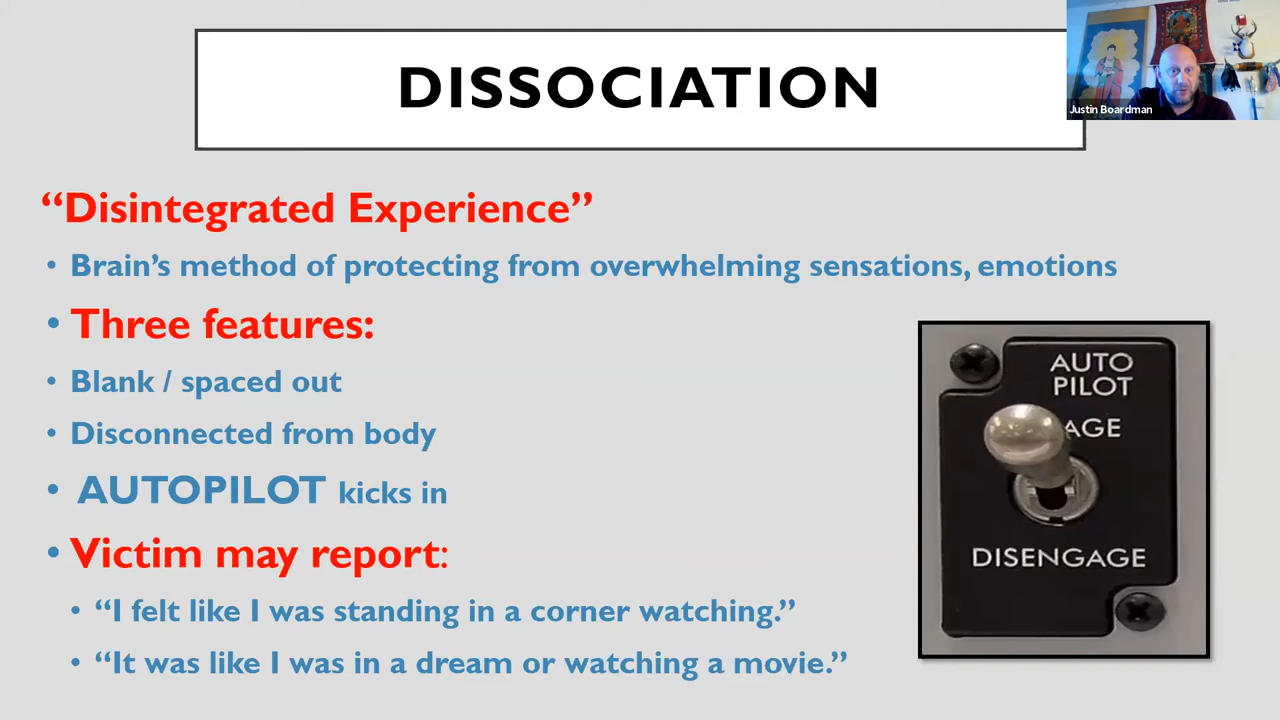 DISSOCIATION
Justin Boardman
“Disintegrated Experience”
• Brain’s method of protecting from overwhelming sensations, emotions
• Three features:
• Blank / spaced out
• Disconnected from body
• AUTOPILOT kicks in
• Victim may report:
• “I felt like I was standing in a corner watching.”
• “It was like I was in a dream or watching a movie.”
AUTO
PILOT
AGE
DISENGAGE